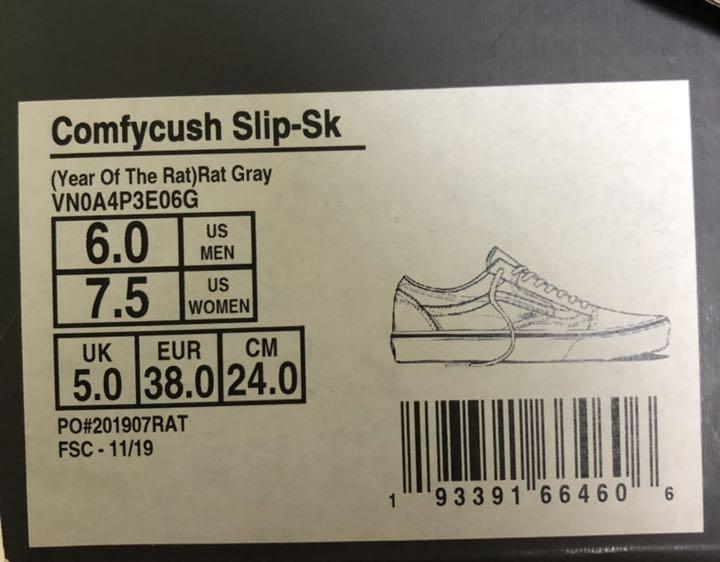 Comfycush Slip-Sk
(Year Of The Rat)Rat Gray
VN0A4P3E06G
6.0 US MEN
7.5 US WOMEN
UK EUR CM
5.0 38.0 24.0
PO#201907RAT
FSC - 11/19
1 93391 66460 6